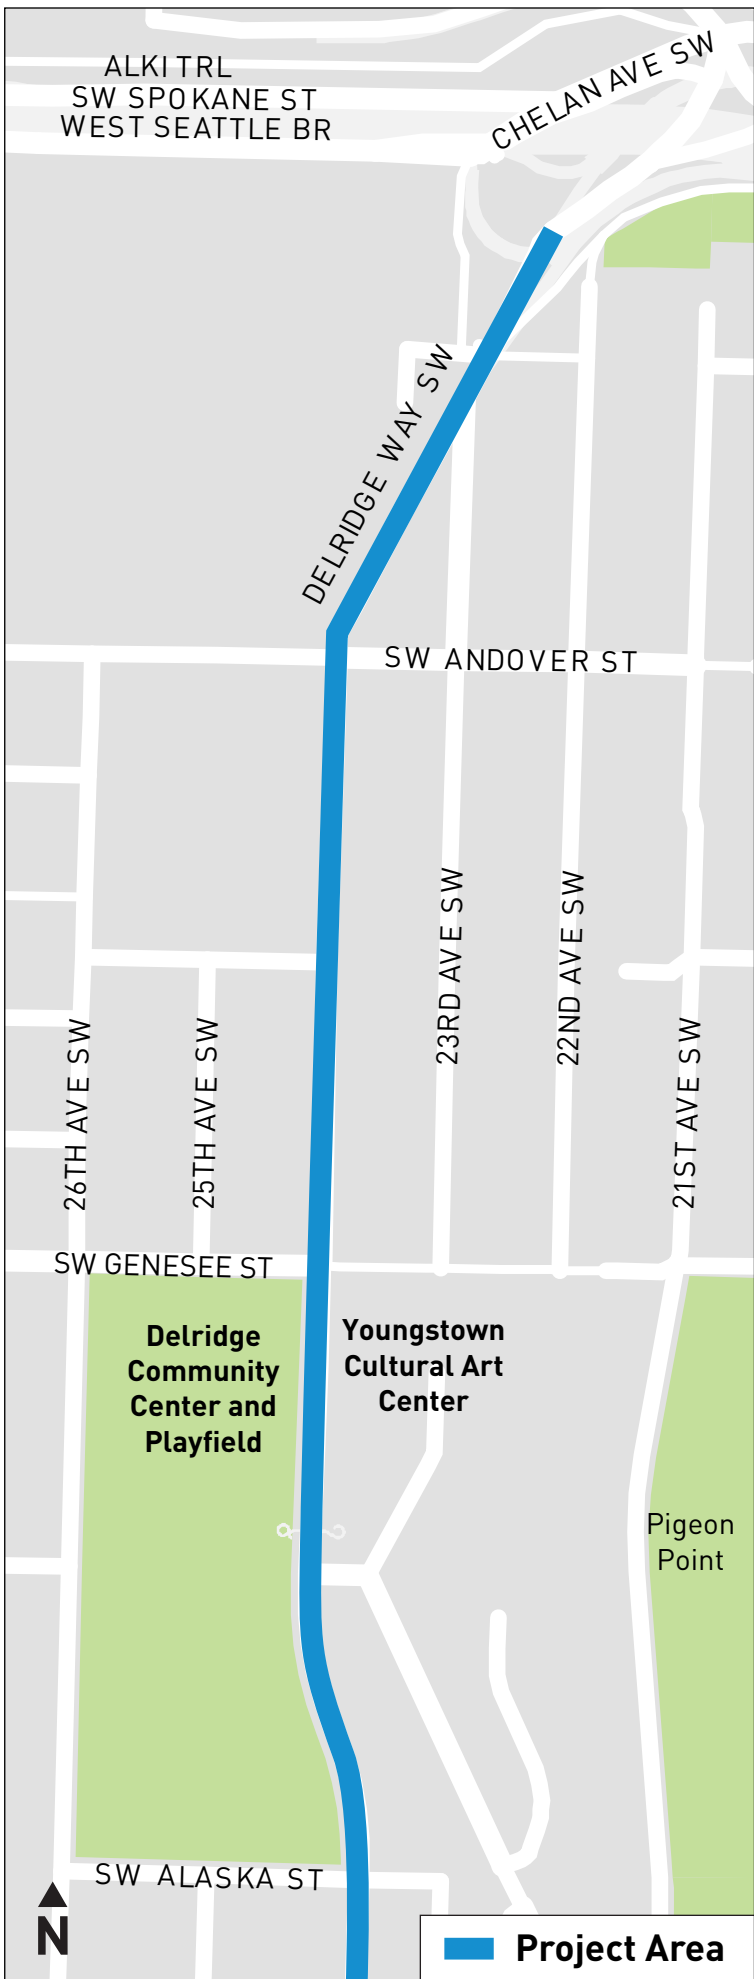 ALKI TRL
SW SPOKANE ST
WEST SEATTLE BR
CHELAN AVE SW
DELRIDGE WAY SW
SW ANDOVER ST
23RD AVE SW
22ND AVE SW
26TH AVE SW
25TH AVE SW
21ST AVE SW
SW GENESEE ST
Delridge
Community
Center and
Playfield
Youngstown
Cultural Art
Center
Pigeon
Point
SW ALASKA ST
N
Project Area